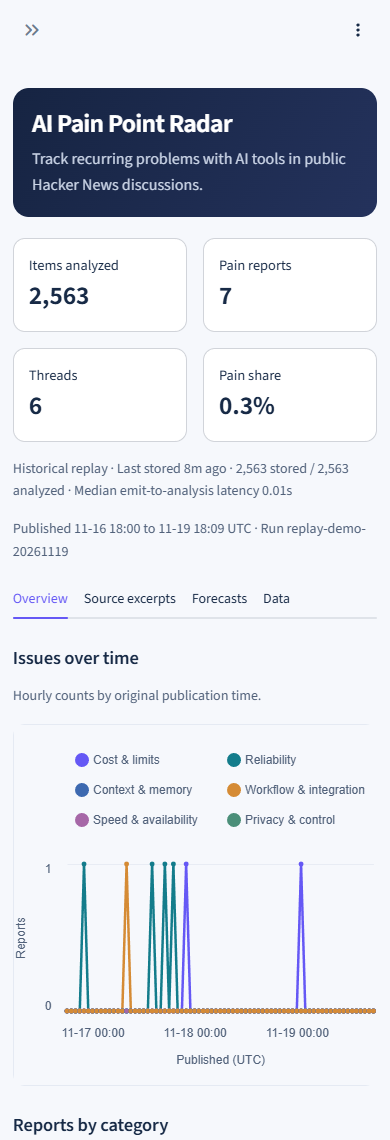 AI Pain Point Radar
Track recurring problems with AI tools in public
Hacker News discussions.
Items analyzed
2,563
Pain reports
7
Threads
6
Pain share
0.3%
Historical replay · Last stored 8m ago · 2,563 stored / 2,563
analyzed · Median emit-to-analysis latency 0.01s
Published 11-16 18:00 to 11-19 18:09 UTC · Run replay-demo-
20261119
Overview
Source excerpts
Forecasts
Data
Issues over time
Hourly counts by original publication time.
Cost & limits
Reliability
Context & memory
Workflow & integration
Speed & availability
Privacy & control
1
Reports
0
11-17 00:00
11-18 00:00
11-19 00:00
Published (UTC)
Reports by category